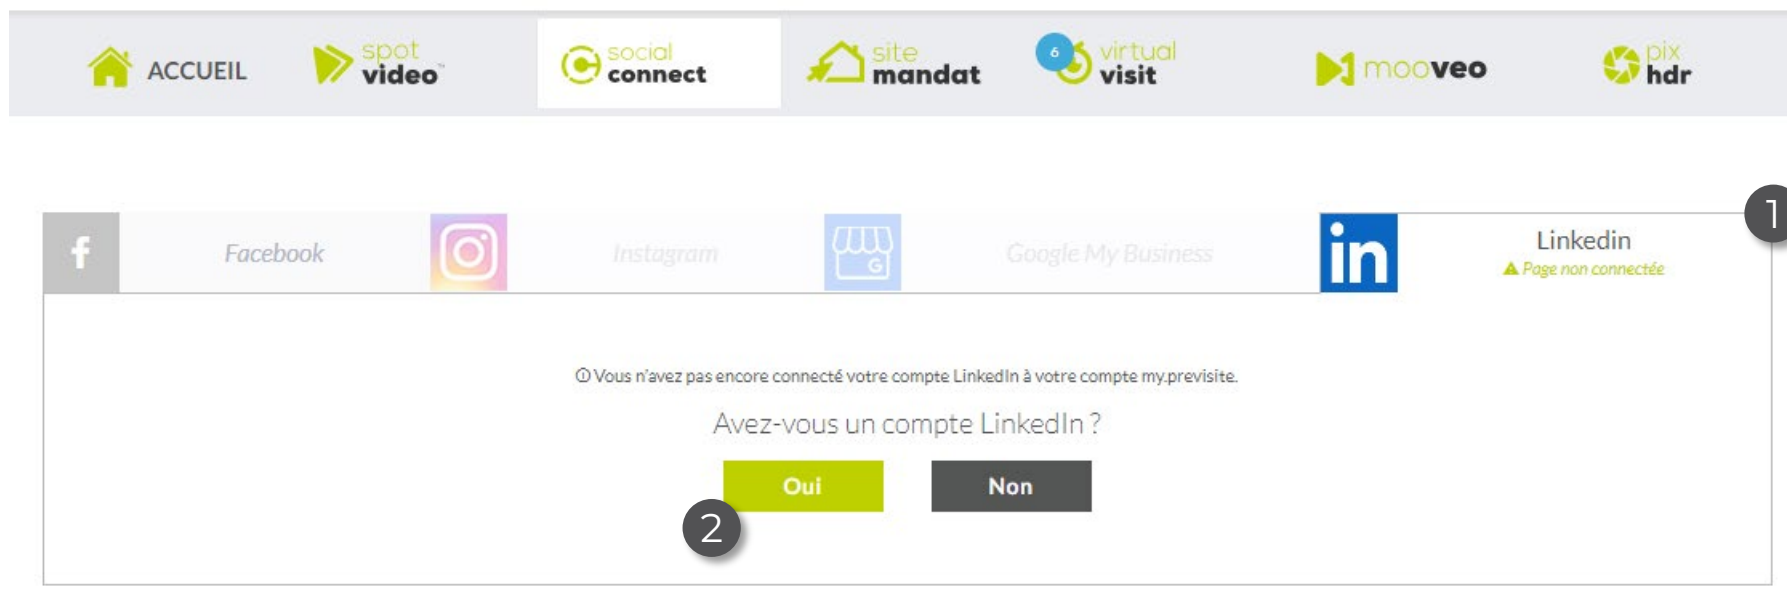 ACCUEIL
spot
video
social
connect
site
mandat
6
virtual
visit
mooveo
pix
hdr
1
f
Facebook
Instagram
G
Google My Business
in
Linkedin
Page non connectée
Vous n'avez pas encore connecté votre compte LinkedIn à votre compte my.previsite.
Avez-vous un compte LinkedIn ?
Oui
Non
2